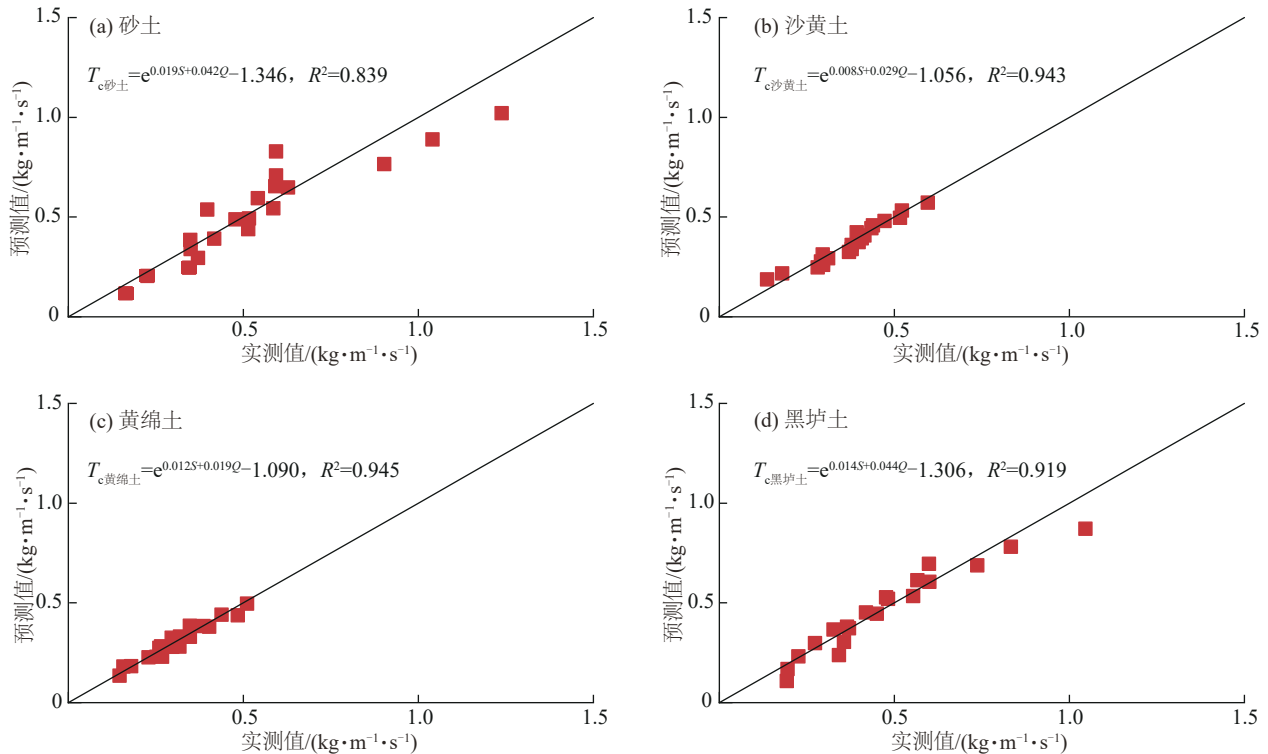 (a) 砂土
T_c砂土=e^{0.019S+0.042Q}−1.346，R²=0.839
预测值/(kg·m⁻¹·s⁻¹)
1.5
1.0
0.5
0
0.5
1.0
1.5
实测值/(kg·m⁻¹·s⁻¹)
(b) 沙黄土
T_c沙黄土=e^{0.008S+0.029Q}−1.056，R²=0.943
预测值/(kg·m⁻¹·s⁻¹)
1.5
1.0
0.5
0
0.5
1.0
1.5
实测值/(kg·m⁻¹·s⁻¹)
(c) 黄绵土
T_c黄绵土=e^{0.012S+0.019Q}−1.090，R²=0.945
预测值/(kg·m⁻¹·s⁻¹)
1.5
1.0
0.5
0
0.5
1.0
1.5
实测值/(kg·m⁻¹·s⁻¹)
(d) 黑垆土
T_c黑垆土=e^{0.014S+0.044Q}−1.306，R²=0.919
预测值/(kg·m⁻¹·s⁻¹)
1.5
1.0
0.5
0
0.5
1.0
1.5
实测值/(kg·m⁻¹·s⁻¹)